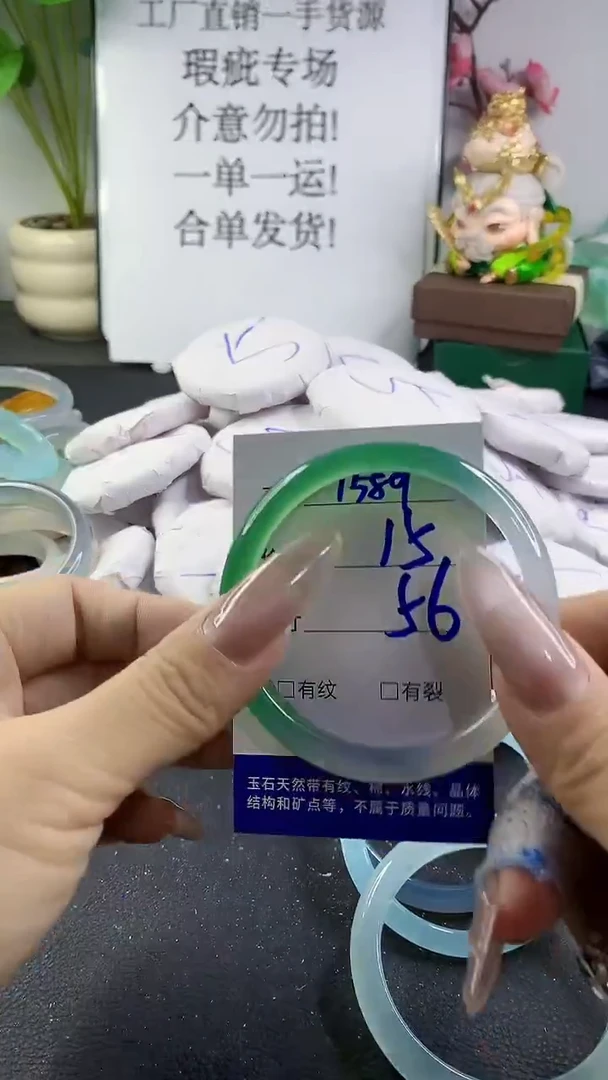 工厂直销一手货源
瑕疵专场
介意勿拍!
一单一运!
合单发货!
1589
15
56
□有纹 □有裂
玉石天然带有纹、棉、水线、晶体
结构和矿点等，不属于质量问题。